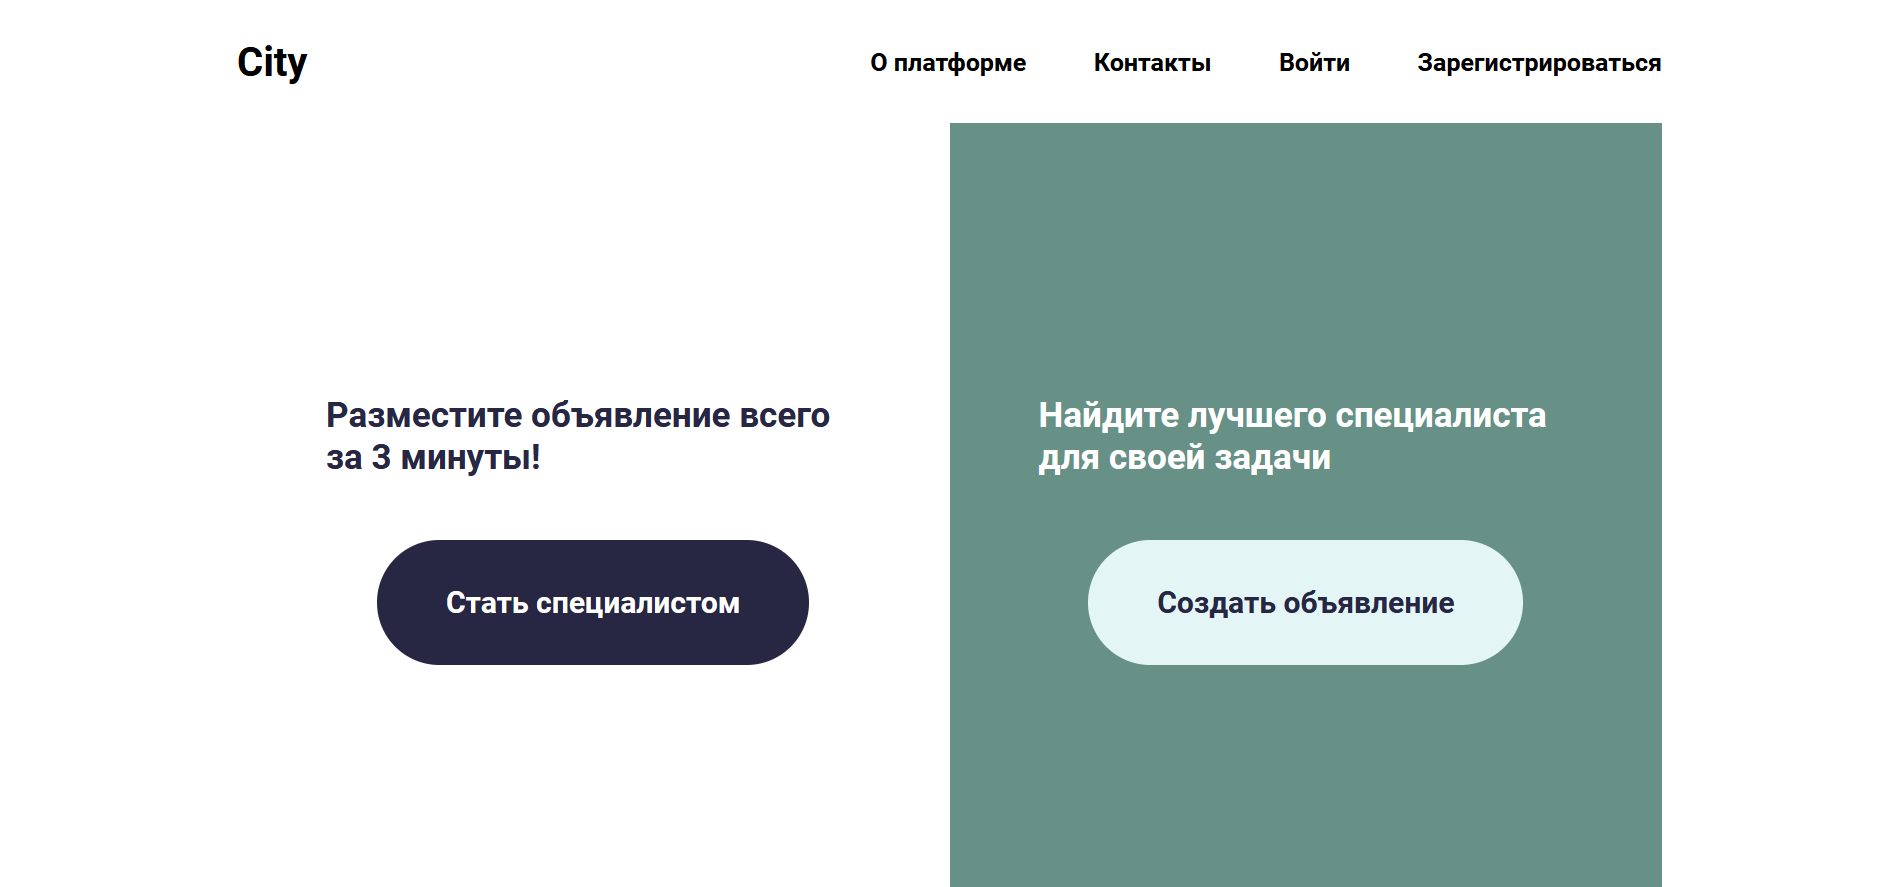 City
О платформе
Контакты
Войти
Зарегистрироваться
Разместите объявление всего
за 3 минуты!
Стать специалистом
Найдите лучшего специалиста
для своей задачи
Создать объявление